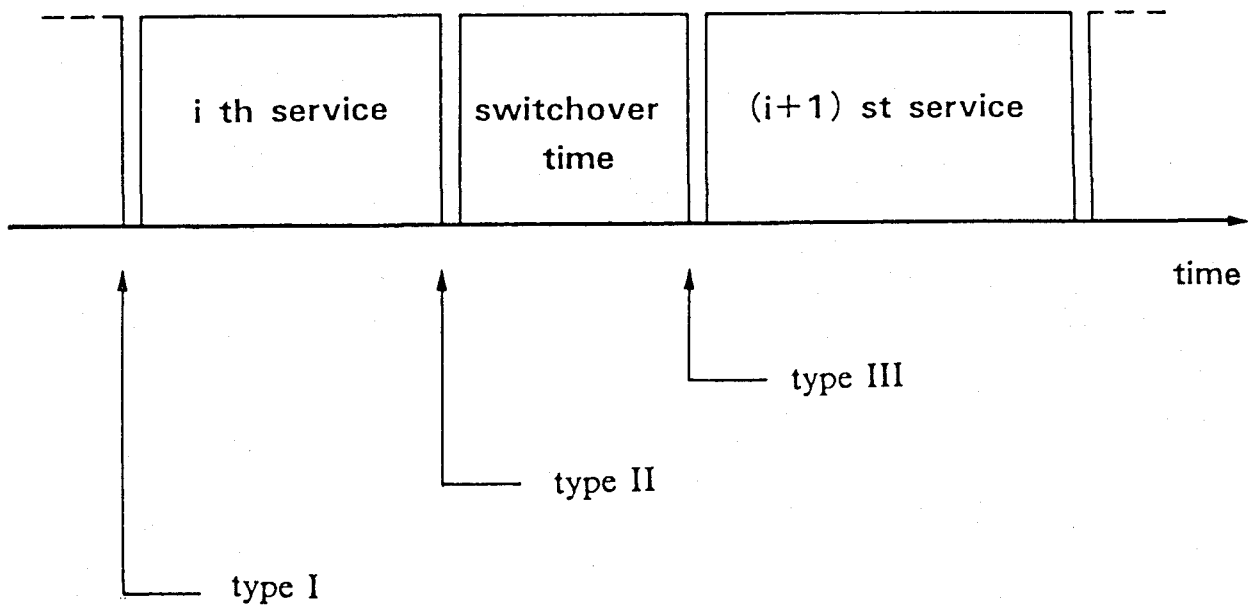 i th service
switchover
time
(i+1) st service
time
type III
type II
type I